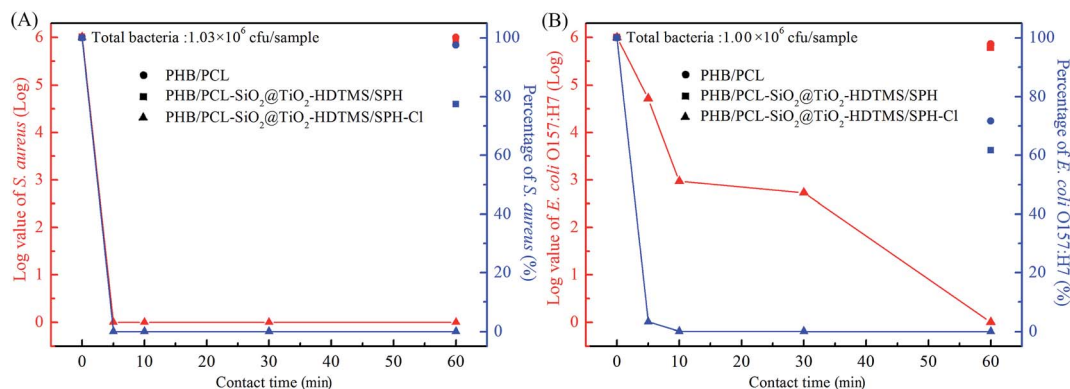 (A)
Total bacteria :1.03×10⁶ cfu/sample
PHB/PCL
PHB/PCL-SiO₂@TiO₂-HDTMS/SPH
PHB/PCL-SiO₂@TiO₂-HDTMS/SPH-Cl
Log value of S. aureus (Log)
6
5
4
3
2
1
0
Percentage of S. aureus (%)
100
80
60
40
20
0
0 10 20 30 40 50 60
Contact time (min)
(B)
Total bacteria :1.00×10⁶ cfu/sample
PHB/PCL
PHB/PCL-SiO₂@TiO₂-HDTMS/SPH
PHB/PCL-SiO₂@TiO₂-HDTMS/SPH-Cl
Log value of E. coli O157:H7 (Log)
6
5
4
3
2
1
0
Percentage of E. coli O157:H7 (%)
100
80
60
40
20
0
0 10 20 30 40 50 60
Contact time (min)